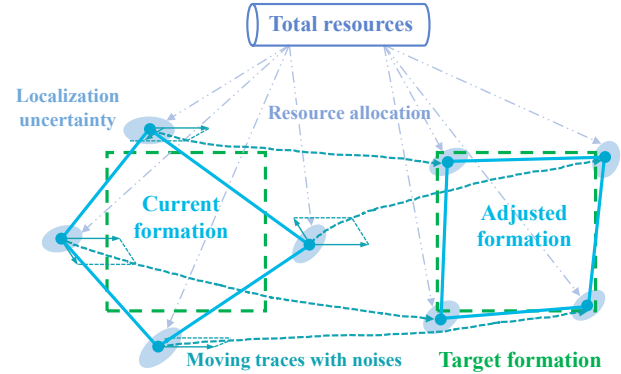 Total resources
Localization
uncertainty
Resource allocation
Current
formation
Adjusted
formation
Moving traces with noises
Target formation